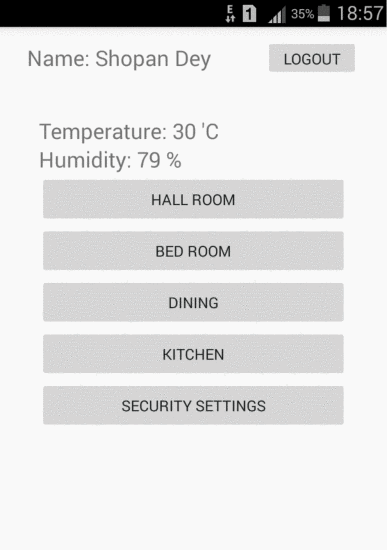 E 1 35% 18:57
Name: Shopan Dey LOGOUT
Temperature: 30 'C
Humidity: 79 %
HALL ROOM
BED ROOM
DINING
KITCHEN
SECURITY SETTINGS